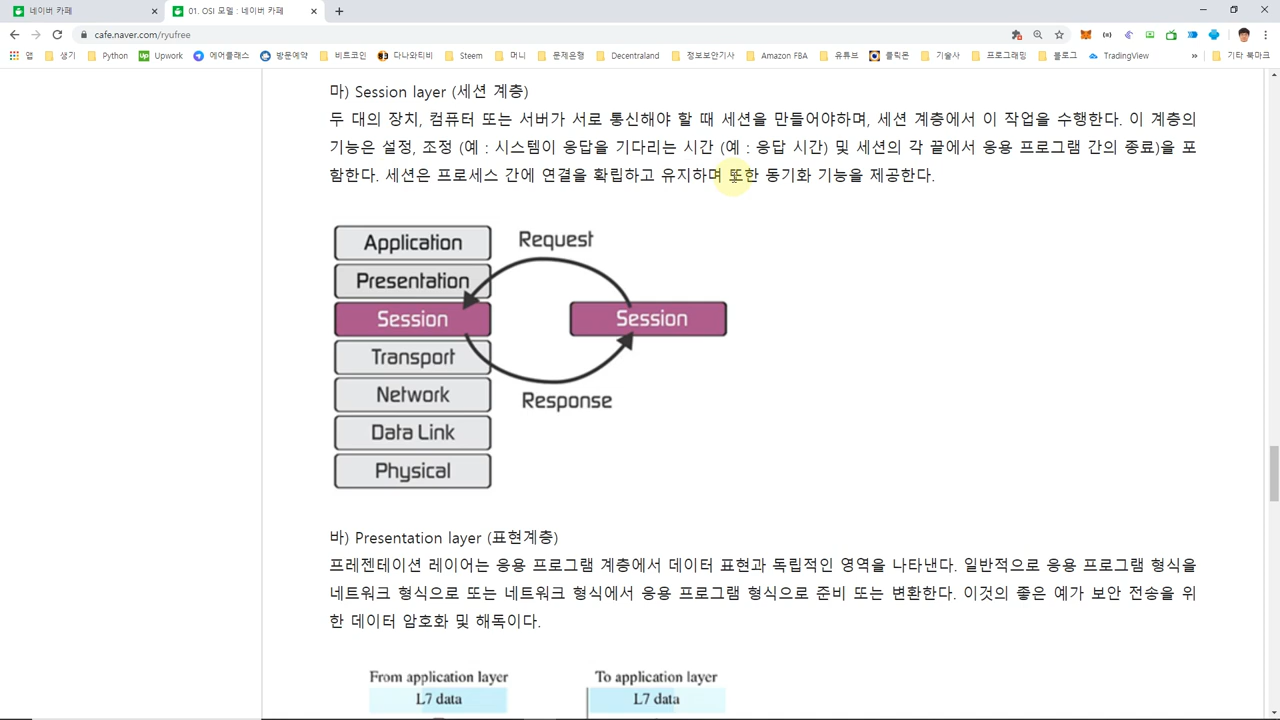 네이버 카페
01. OSI 모델 : 네이버 카페
cafe.naver.com/ryufree
앱 생기 Python Upwork 에어클래스 방문예약 비트코인 다나와티비 Steem 머니 문제은행 Decentraland 정보보안기사 Amazon FBA 유튜브 클릭몬 기술사 프로그래밍 블로그 TradingView » 기타 북마크
마) Session layer (세션 계층)
두 대의 장치, 컴퓨터 또는 서버가 서로 통신해야 할 때 세션을 만들어야하며, 세션 계층에서 이 작업을 수행한다. 이 계층의
기능은 설정, 조정 (예 : 시스템이 응답을 기다리는 시간 (예 : 응답 시간) 및 세션의 각 끝에서 응용 프로그램 간의 종료)을 포
함한다. 세션은 프로세스 간에 연결을 확립하고 유지하며 또한 동기화 기능을 제공한다.
Application
Presentation
Session
Transport
Network
Data Link
Physical
Request
Session
Response
바) Presentation layer (표현계층)
프레젠테이션 레이어는 응용 프로그램 계층에서 데이터 표현과 독립적인 영역을 나타낸다. 일반적으로 응용 프로그램 형식을
네트워크 형식으로 또는 네트워크 형식에서 응용 프로그램 형식으로 준비 또는 변환한다. 이것의 좋은 예가 보안 전송을 위
한 데이터 암호화 및 해독이다.
From application layer To application layer
L7 data L7 data